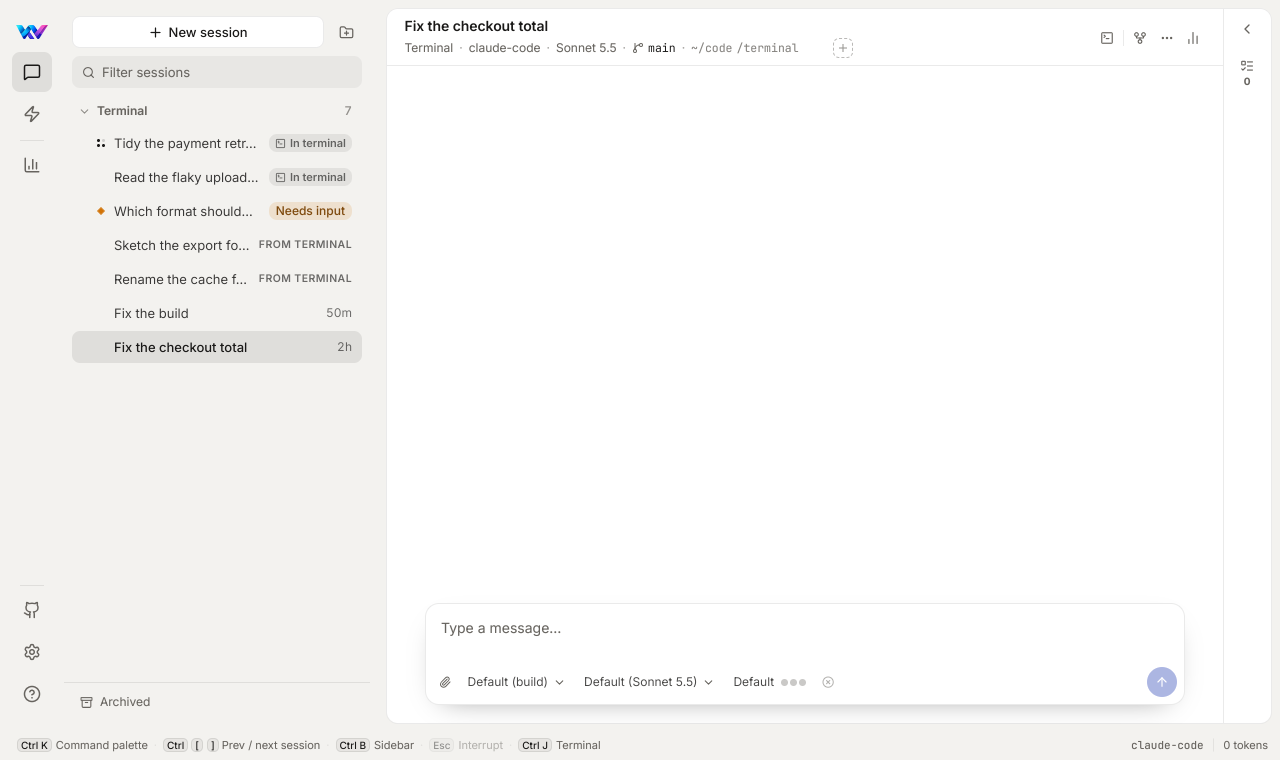 New session
Filter sessions
Terminal 7
Tidy the payment retr... In terminal
Read the flaky upload... In terminal
Which format should... Needs input
Sketch the export fo... FROM TERMINAL
Rename the cache f... FROM TERMINAL
Fix the build 50m
Fix the checkout total 2h
Archived
Fix the checkout total
Terminal · claude-code · Sonnet 5.5 · main · ~/code/terminal
0
Type a message...
Default (build) Default (Sonnet 5.5) Default
Ctrl K Command palette · Ctrl [ ] Prev / next session · Ctrl B Sidebar · Esc Interrupt · Ctrl J Terminal
claude-code 0 tokens